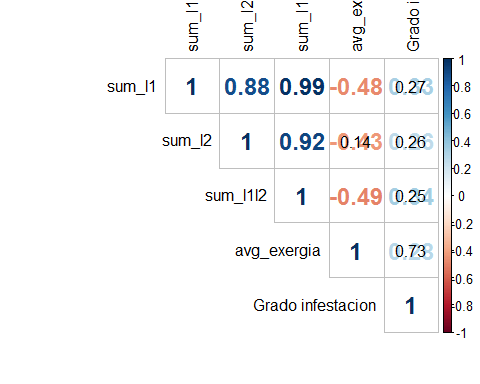 sum_l1
sum_l2
sum_l1
avg_ex
Grado i
sum_l1 1 0.88 0.99 -0.48 0.27
sum_l2 1 0.92 -0.43 0.14 0.26
sum_l1l2 1 -0.49 0.25
avg_exergia 1 0.73
Grado infestacion 1
1
0.8
0.6
0.4
0.2
0
-0.2
-0.4
-0.6
-0.8
-1